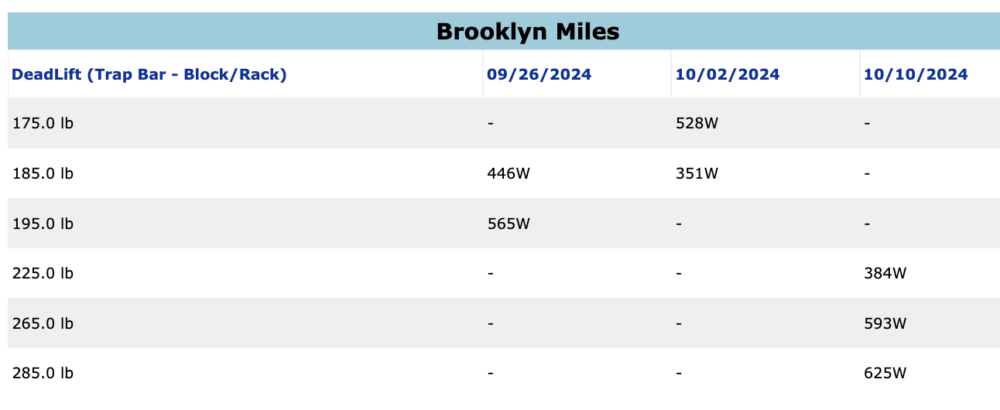 Brooklyn Miles
DeadLift (Trap Bar - Block/Rack) 09/26/2024 10/02/2024 10/10/2024
175.0 lb - 528W -
185.0 lb 446W 351W -
195.0 lb 565W - -
225.0 lb - - 384W
265.0 lb - - 593W
285.0 lb - - 625W